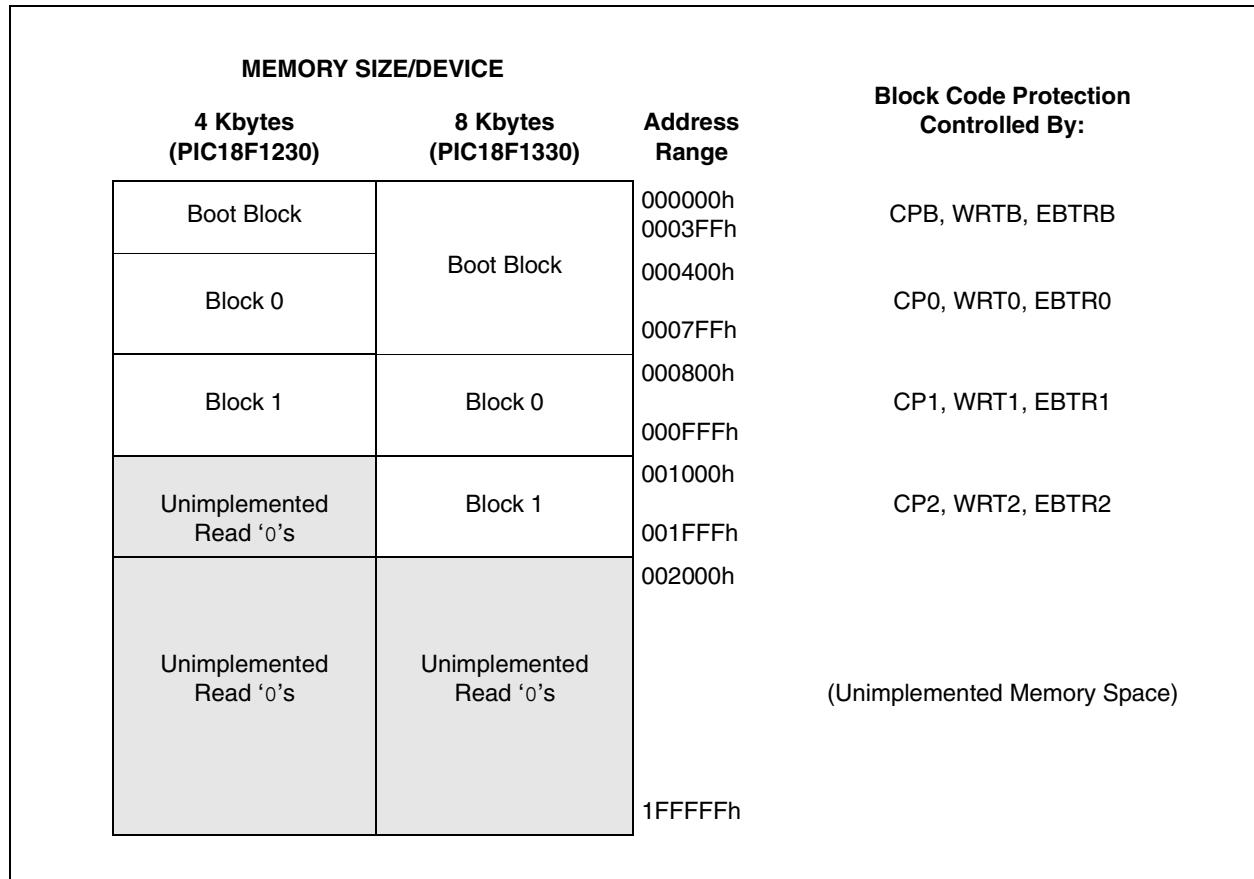 MEMORY SIZE/DEVICE
Block Code Protection
Controlled By:
4 Kbytes
(PIC18F1230)
8 Kbytes
(PIC18F1330)
Address
Range
Boot Block
Boot Block
000000h
0003FFh
CPB, WRTB, EBTRB
Block 0
000400h
0007FFh
CP0, WRT0, EBTR0
Block 1
Block 0
000800h
000FFFh
CP1, WRT1, EBTR1
Unimplemented
Read ‘0’s
Block 1
001000h
001FFFh
CP2, WRT2, EBTR2
002000h
Unimplemented
Read ‘0’s
Unimplemented
Read ‘0’s
(Unimplemented Memory Space)
1FFFFFh